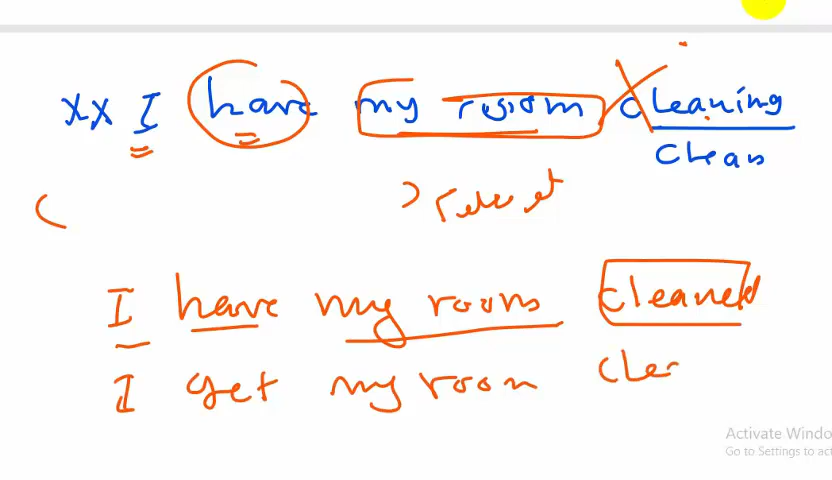 xx I have my room cleaning
clean
I have my room cleaned
I get my room clea
Activate Windo
Go to Settings to act